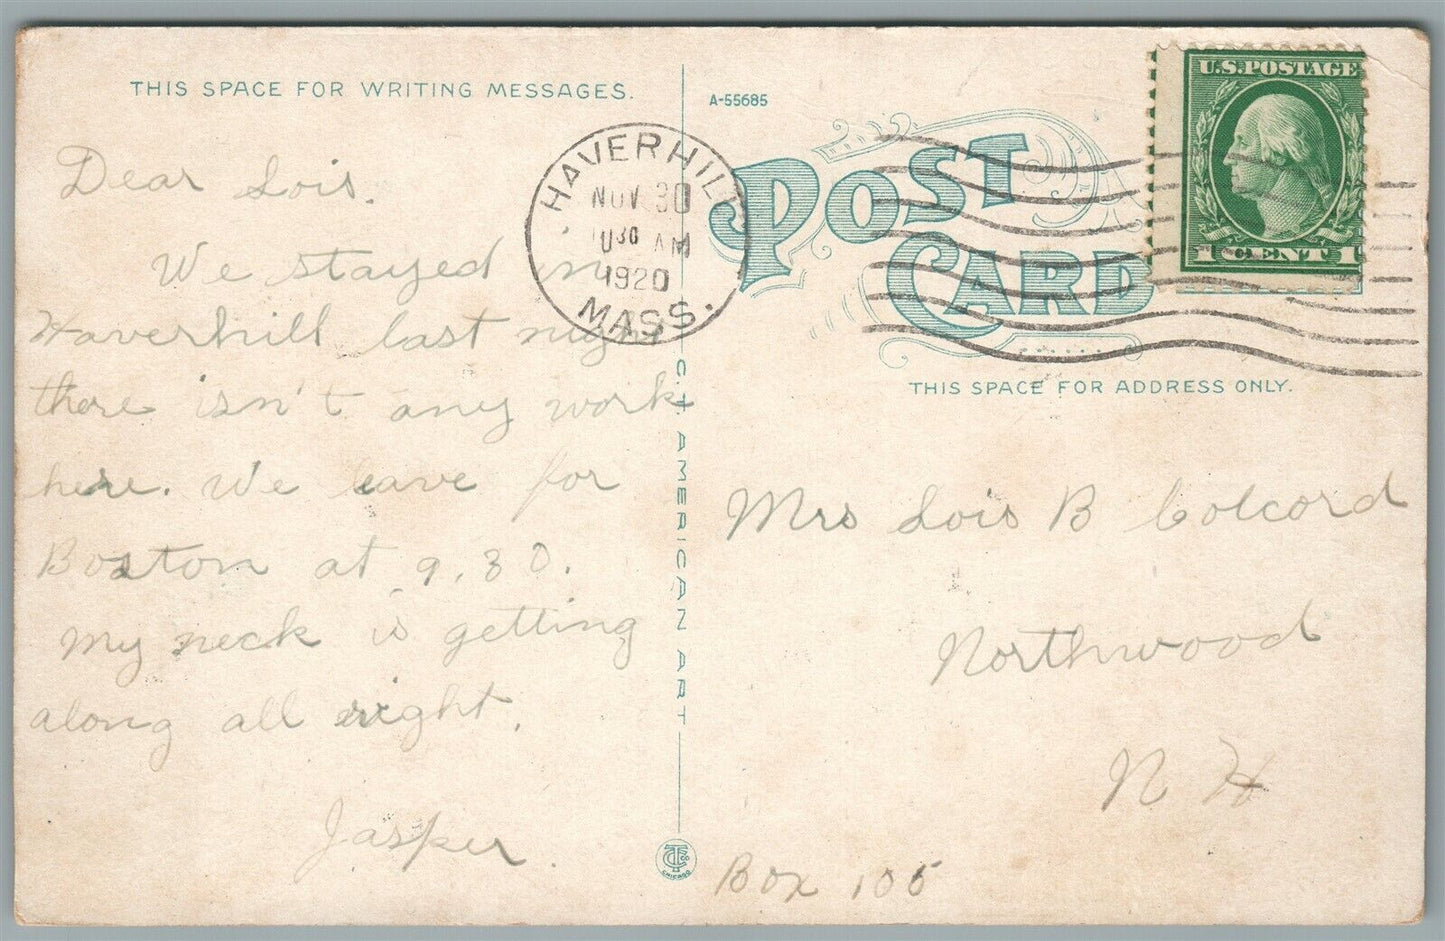 THIS SPACE FOR WRITING MESSAGES.
Dear Lois.
We stayed in
Haverhill last night
there isn't any work
here. We leave for
Boston at 9.30.
My neck is getting
along all right.
Jasper.
HAVERHILL
NOV 30
AM
1920
MASS.
C.T. AMERICAN ART
CHICAGO
A-55685
POST
CARD
U.S.POSTAGE
1 CENT 1
THIS SPACE FOR ADDRESS ONLY.
Mrs Lois B Colcord
Northwood
N H
Box 105